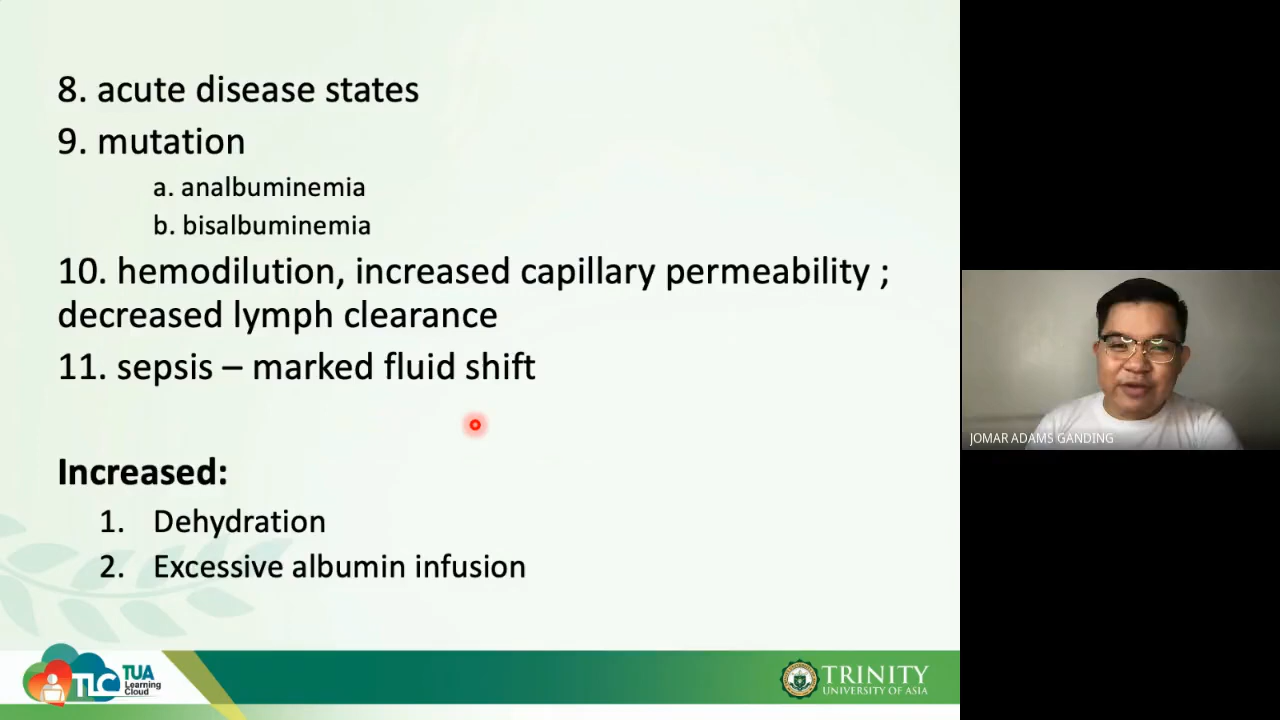 8. acute disease states
9. mutation
a. analbuminemia
b. bisalbuminemia
10. hemodilution, increased capillary permeability ;
decreased lymph clearance
11. sepsis – marked fluid shift
Increased:
1. Dehydration
2. Excessive albumin infusion
JOMAR ADAMS GANDING
TLC
TUA
Learning
Cloud
TRINITY
UNIVERSITY OF ASIA